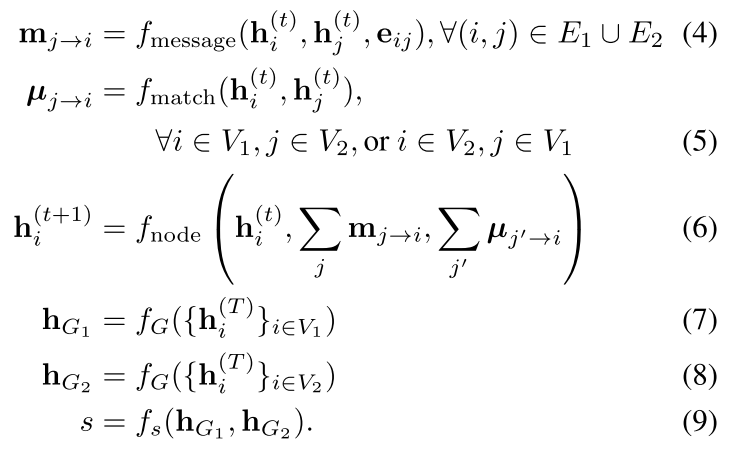 𝐦_{j→i} = f_message(𝐡_i^{(t)}, 𝐡_j^{(t)}, 𝐞_{ij}), ∀(i, j) ∈ E_1 ∪ E_2 (4)
𝝁_{j→i} = f_match(𝐡_i^{(t)}, 𝐡_j^{(t)}),
∀i ∈ V_1, j ∈ V_2, or i ∈ V_2, j ∈ V_1 (5)
𝐡_i^{(t+1)} = f_node (𝐡_i^{(t)}, ∑_j 𝐦_{j→i}, ∑_{j′} 𝝁_{j′→i}) (6)
𝐡_{G_1} = f_G({𝐡_i^{(T)}}_{i∈V_1}) (7)
𝐡_{G_2} = f_G({𝐡_i^{(T)}}_{i∈V_2}) (8)
s = f_s(𝐡_{G_1}, 𝐡_{G_2}). (9)